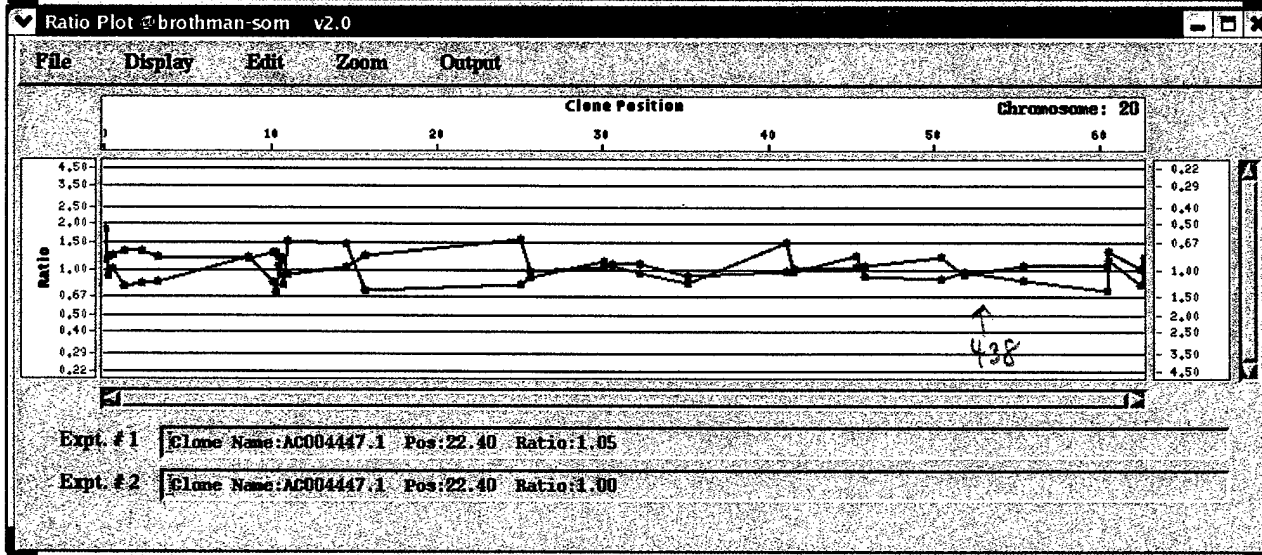 Ratio Plot @brothman-som v2.0
File Display Edit Zoom Output
Clone Position Chromosome: 20
0 10 20 30 40 50 60
Ratio
4,50 0,22
3,50 0,29
2,50 0,40
2,00 0,50
1,50 0,67
1,00 1,00
0,67 1,50
0,50 2,00
0,40 2,50
0,29 3,50
0,22 4,50
438
Expt. # 1 Clone Name:AC004447.1 Pos:22.40 Ratio:1.05
Expt. # 2 Clone Name:AC004447.1 Pos:22.40 Ratio:1.00